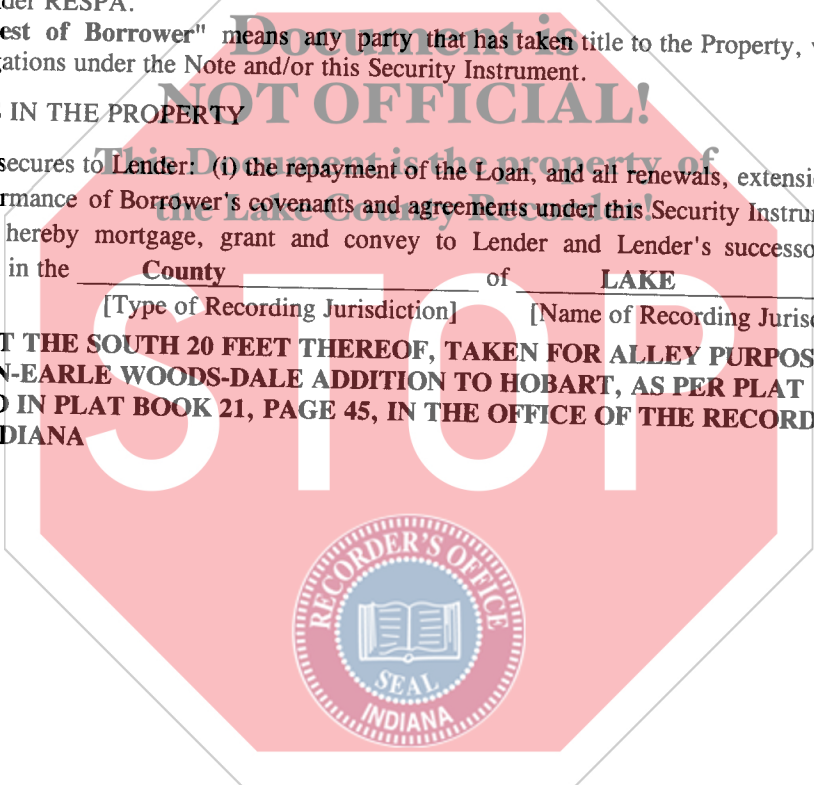 der RESPA.
Document is
est of Borrower" means any party that has taken title to the Property,
ations under the Note and/or this Security Instrument.
NOT OFFICIAL!
IN THE PROPERTY
This Document is the property of
secures to Lender: (i) the repayment of the Loan, and all renewals, extensi
rmance of Borrower's covenants and agreements under this Security Instru
the Lake County Recorder!
hereby mortgage, grant and convey to Lender and Lender's successo
in the County of LAKE
[Type of Recording Jurisdiction] [Name of Recording Jurisd
T THE SOUTH 20 FEET THEREOF, TAKEN FOR ALLEY PURPOS
N-EARLE WOODS-DALE ADDITION TO HOBART, AS PER PLAT
D IN PLAT BOOK 21, PAGE 45, IN THE OFFICE OF THE RECORD
DIANA
STOP
RECORDER'S OFFICE
SEAL
INDIANA